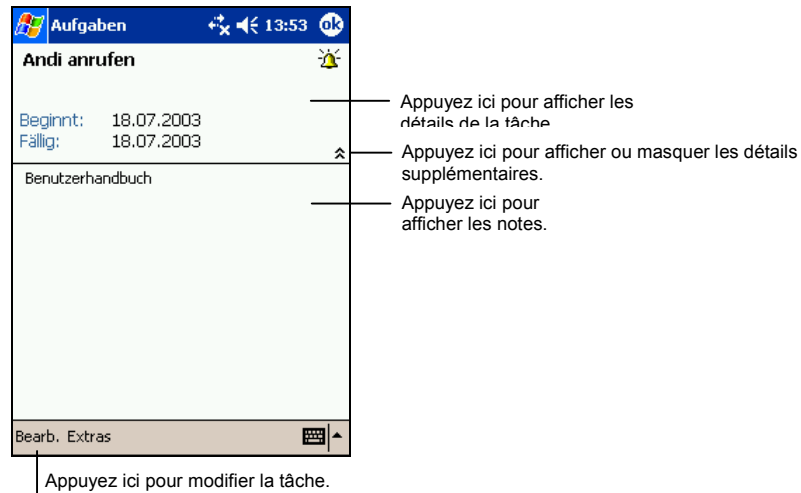 Aufgaben 13:53 ok
Andi anrufen
Beginnt: 18.07.2003
Fällig: 18.07.2003
Benutzerhandbuch
Bearb. Extras
Appuyez ici pour afficher les
détails de la tâche
Appuyez ici pour afficher ou masquer les détails
supplémentaires.
Appuyez ici pour
afficher les notes.
Appuyez ici pour modifier la tâche.